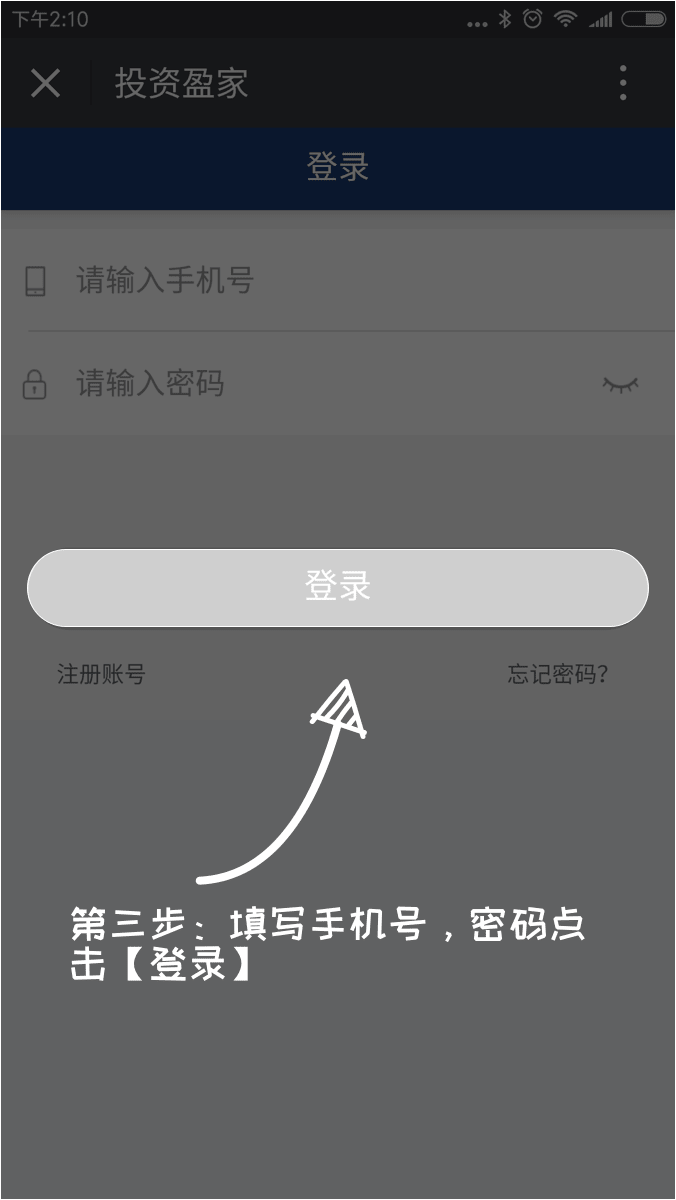 下午2:10
投资盈家
登录
请输入手机号
请输入密码
登录
注册账号
忘记密码？
第三步：填写手机号，密码点
击【登录】